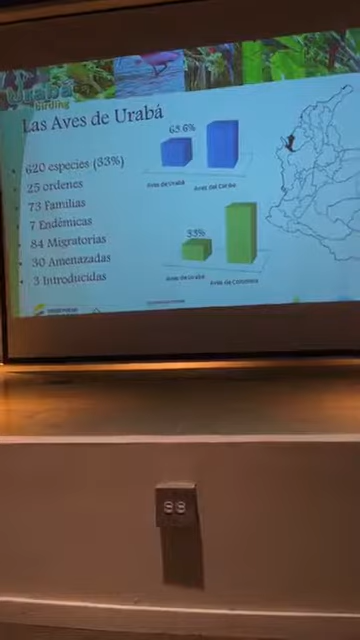 Urabá
birding
Las Aves de Urabá
620 especies (33%)
25 ordenes
73 Familias
7 Endémicas
84 Migratorias
30 Amenazadas
3 Introducidas
63.6%
Aves de Urabá
Aves del Caribe
33%
Aves de Urabá
Aves de Colombia